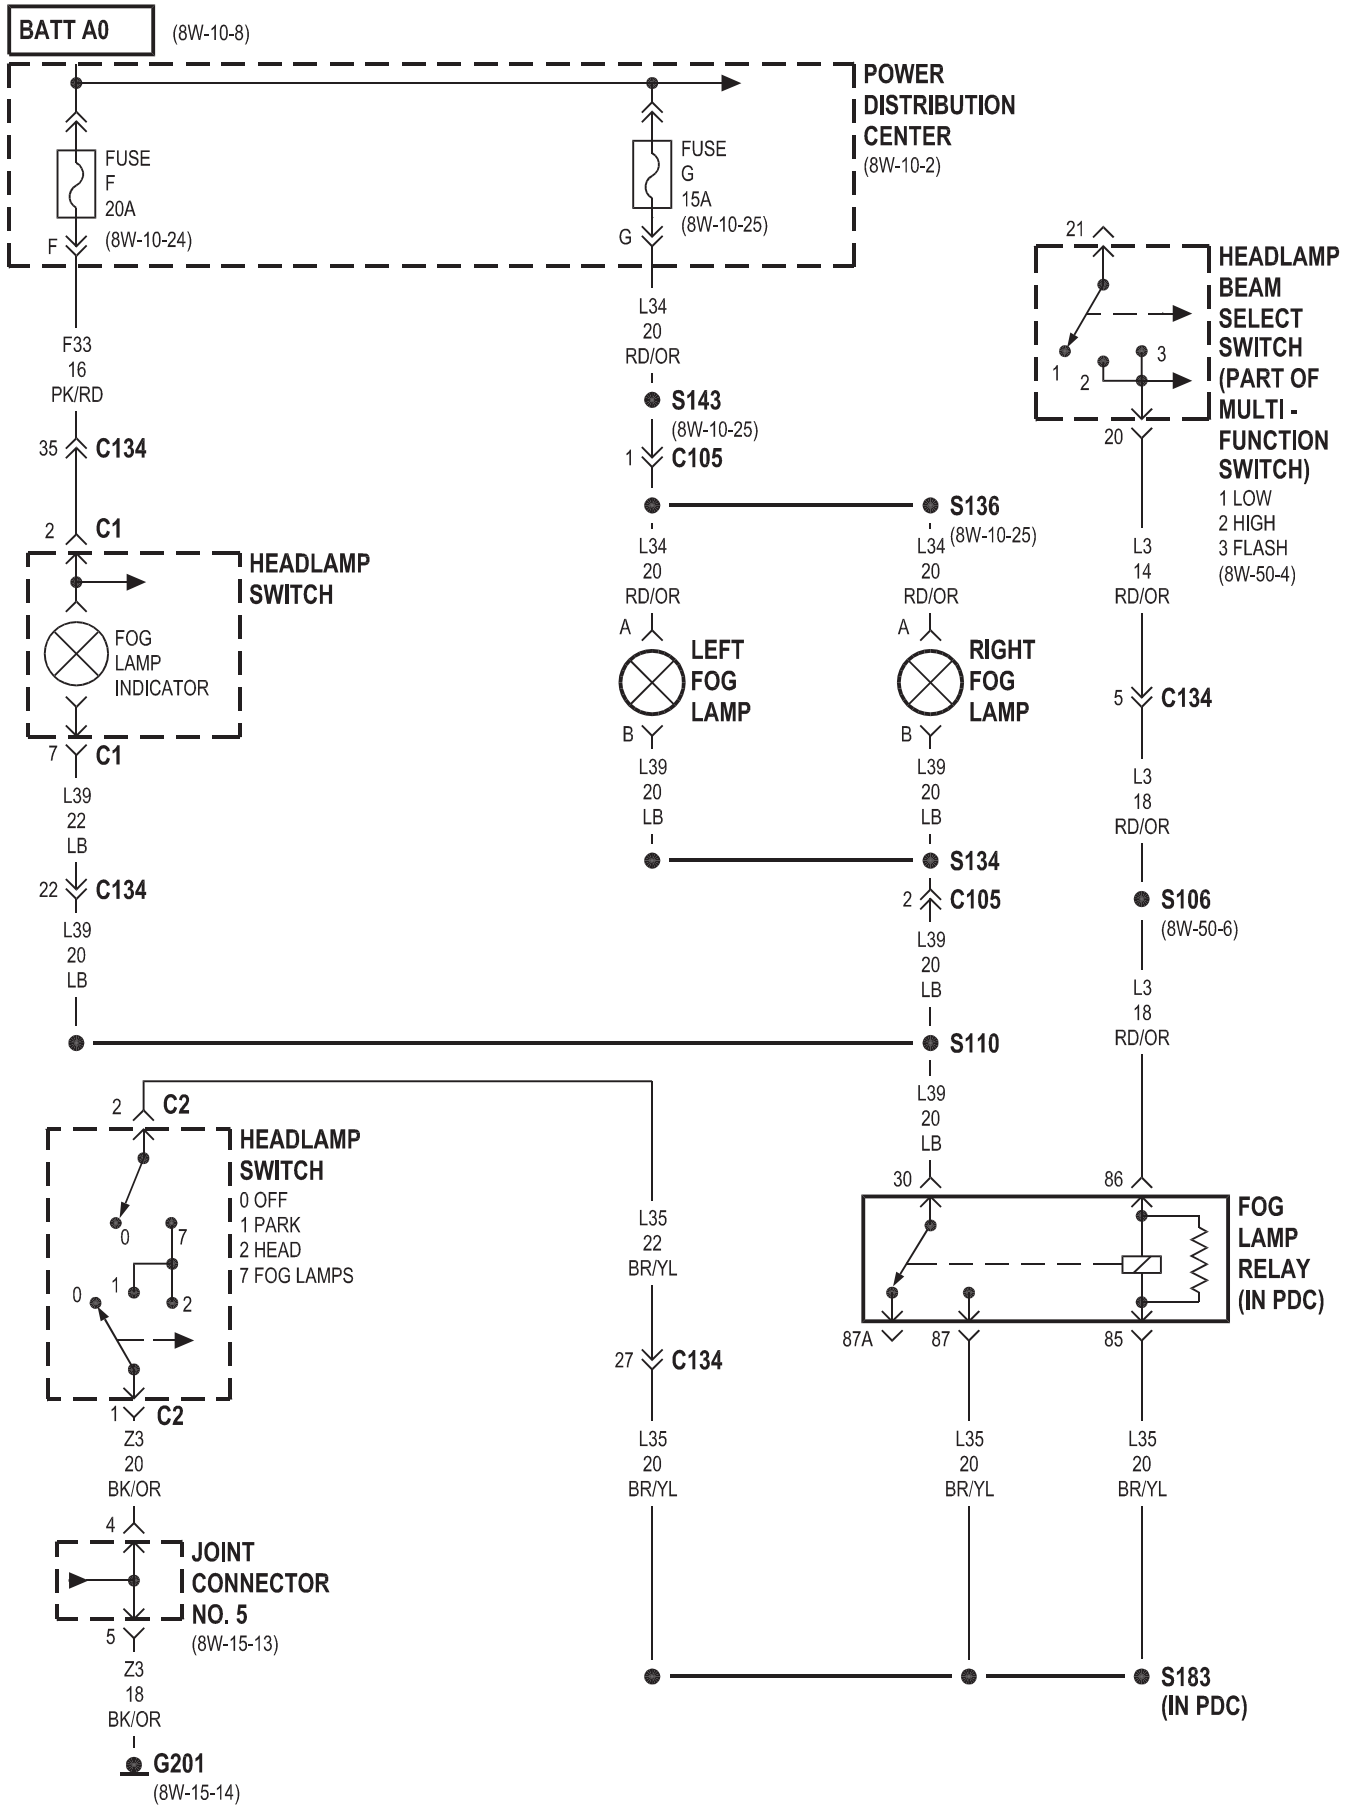 BATT A0
(8W-10-8)
POWER
DISTRIBUTION
CENTER
(8W-10-2)
FUSE
F
20A
(8W-10-24)
F
FUSE
G
15A
(8W-10-25)
G
F33
16
PK/RD
35
C134
2
C1
HEADLAMP
SWITCH
FOG
LAMP
INDICATOR
7
C1
L39
22
LB
22
C134
L39
20
LB
L34
20
RD/OR
S143
(8W-10-25)
1
C105
S136
(8W-10-25)
L34
20
RD/OR
L34
20
RD/OR
A
LEFT
FOG
LAMP
B
A
RIGHT
FOG
LAMP
B
L39
20
LB
L39
20
LB
S134
2
C105
L39
20
LB
S110
L39
20
LB
21
HEADLAMP
BEAM
SELECT
SWITCH
(PART OF
MULTI -
FUNCTION
SWITCH)
1 LOW
2 HIGH
3 FLASH
(8W-50-4)
1
2
3
20
L3
14
RD/OR
5
C134
L3
18
RD/OR
S106
(8W-50-6)
L3
18
RD/OR
30
86
FOG
LAMP
RELAY
(IN PDC)
87A
87
85
2
C2
HEADLAMP
SWITCH
0 OFF
1 PARK
2 HEAD
7 FOG LAMPS
0
7
1
0
2
1
C2
Z3
20
BK/OR
4
JOINT
CONNECTOR
NO. 5
(8W-15-13)
5
Z3
18
BK/OR
G201
(8W-15-14)
L35
22
BR/YL
27
C134
L35
20
BR/YL
L35
20
BR/YL
L35
20
BR/YL
S183
(IN PDC)